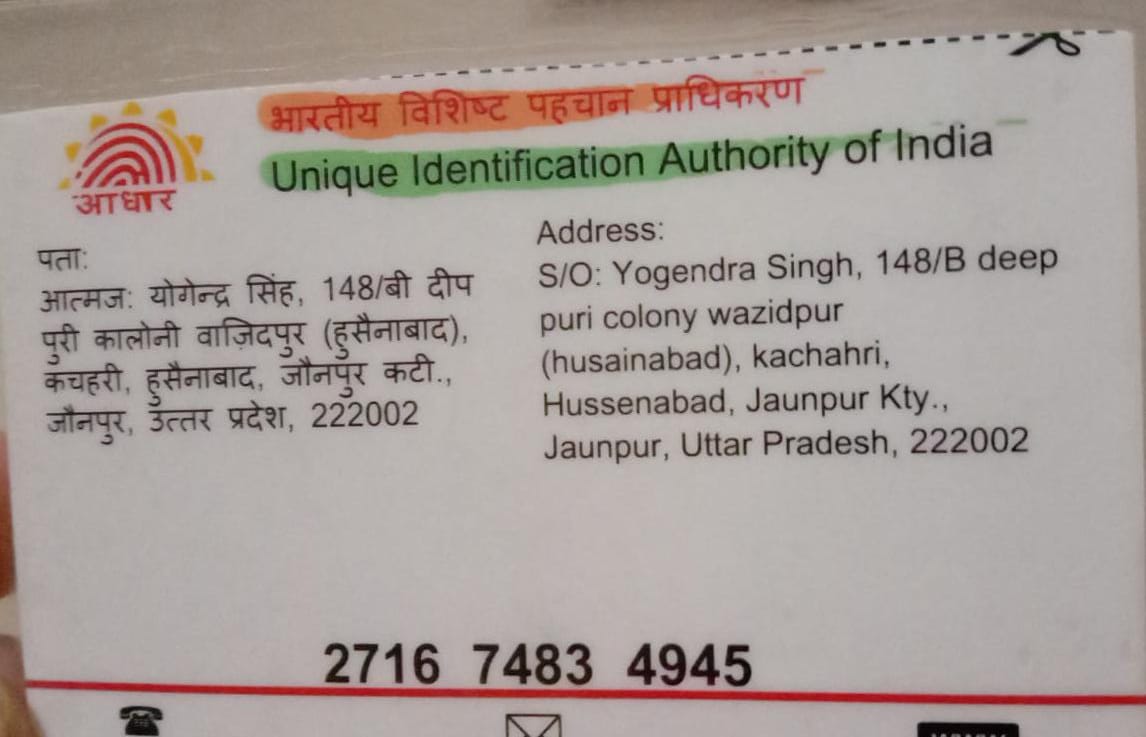 भारतीय विशिष्ट पहचान प्राधिकरण
Unique Identification Authority of India
आधार
पता:
आत्मज: योगेन्द्र सिंह, 148/बी दीप
पुरी कालोनी वाज़िदपुर (हुसैनाबाद),
कचहरी, हुसैनाबाद, जौनपुर कटी.,
जौनपुर, उत्तर प्रदेश, 222002
Address:
S/O: Yogendra Singh, 148/B deep
puri colony wazidpur
(husainabad), kachahri,
Hussenabad, Jaunpur Kty.,
Jaunpur, Uttar Pradesh, 222002
2716 7483 4945